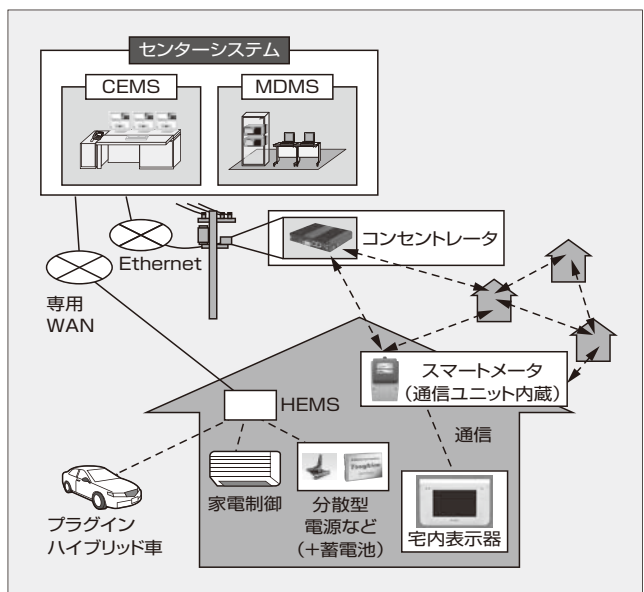 センターシステム
CEMS
MDMS
コンセントレータ
Ethernet
専用
WAN
スマートメータ
（通信ユニット内蔵）
HEMS
通信
家電制御
分散型
電源など
（＋蓄電池）
宅内表示器
プラグイン
ハイブリッド車